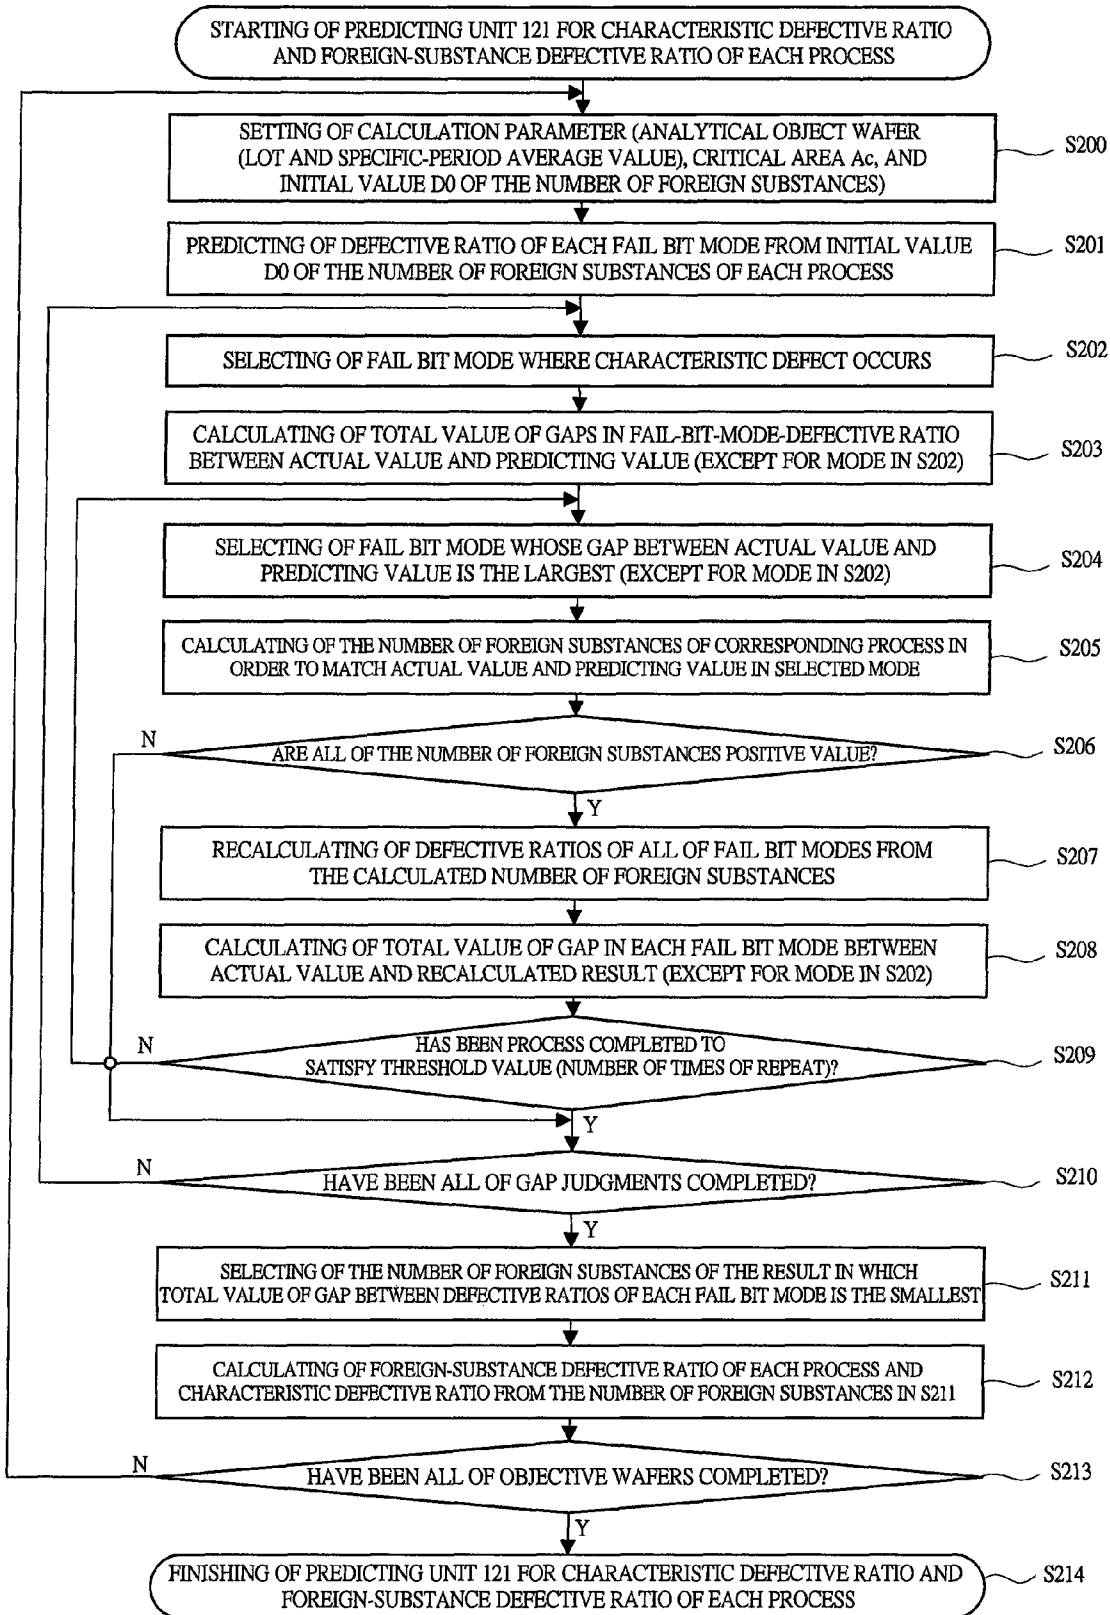 STARTING OF PREDICTING UNIT 121 FOR CHARACTERISTIC DEFECTIVE RATIO
AND FOREIGN-SUBSTANCE DEFECTIVE RATIO OF EACH PROCESS
SETTING OF CALCULATION PARAMETER (ANALYTICAL OBJECT WAFER
(LOT AND SPECIFIC-PERIOD AVERAGE VALUE), CRITICAL AREA Ac, AND
INITIAL VALUE D0 OF THE NUMBER OF FOREIGN SUBSTANCES)
S200
PREDICTING OF DEFECTIVE RATIO OF EACH FAIL BIT MODE FROM INITIAL VALUE
D0 OF THE NUMBER OF FOREIGN SUBSTANCES OF EACH PROCESS
S201
SELECTING OF FAIL BIT MODE WHERE CHARACTERISTIC DEFECT OCCURS
S202
CALCULATING OF TOTAL VALUE OF GAPS IN FAIL-BIT-MODE-DEFECTIVE RATIO
BETWEEN ACTUAL VALUE AND PREDICTING VALUE (EXCEPT FOR MODE IN S202)
S203
SELECTING OF FAIL BIT MODE WHOSE GAP BETWEEN ACTUAL VALUE AND
PREDICTING VALUE IS THE LARGEST (EXCEPT FOR MODE IN S202)
S204
CALCULATING OF THE NUMBER OF FOREIGN SUBSTANCES OF CORRESPONDING PROCESS IN
ORDER TO MATCH ACTUAL VALUE AND PREDICTING VALUE IN SELECTED MODE
S205
N
ARE ALL OF THE NUMBER OF FOREIGN SUBSTANCES POSITIVE VALUE?
S206
Y
RECALCULATING OF DEFECTIVE RATIOS OF ALL OF FAIL BIT MODES FROM
THE CALCULATED NUMBER OF FOREIGN SUBSTANCES
S207
CALCULATING OF TOTAL VALUE OF GAP IN EACH FAIL BIT MODE BETWEEN
ACTUAL VALUE AND RECALCULATED RESULT (EXCEPT FOR MODE IN S202)
S208
N
HAS BEEN PROCESS COMPLETED TO
SATISFY THRESHOLD VALUE (NUMBER OF TIMES OF REPEAT)?
S209
Y
N
HAVE BEEN ALL OF GAP JUDGMENTS COMPLETED?
S210
Y
SELECTING OF THE NUMBER OF FOREIGN SUBSTANCES OF THE RESULT IN WHICH
TOTAL VALUE OF GAP BETWEEN DEFECTIVE RATIOS OF EACH FAIL BIT MODE IS THE SMALLEST
S211
CALCULATING OF FOREIGN-SUBSTANCE DEFECTIVE RATIO OF EACH PROCESS AND
CHARACTERISTIC DEFECTIVE RATIO FROM THE NUMBER OF FOREIGN SUBSTANCES IN S211
S212
N
HAVE BEEN ALL OF OBJECTIVE WAFERS COMPLETED?
S213
Y
FINISHING OF PREDICTING UNIT 121 FOR CHARACTERISTIC DEFECTIVE RATIO AND
FOREIGN-SUBSTANCE DEFECTIVE RATIO OF EACH PROCESS
S214